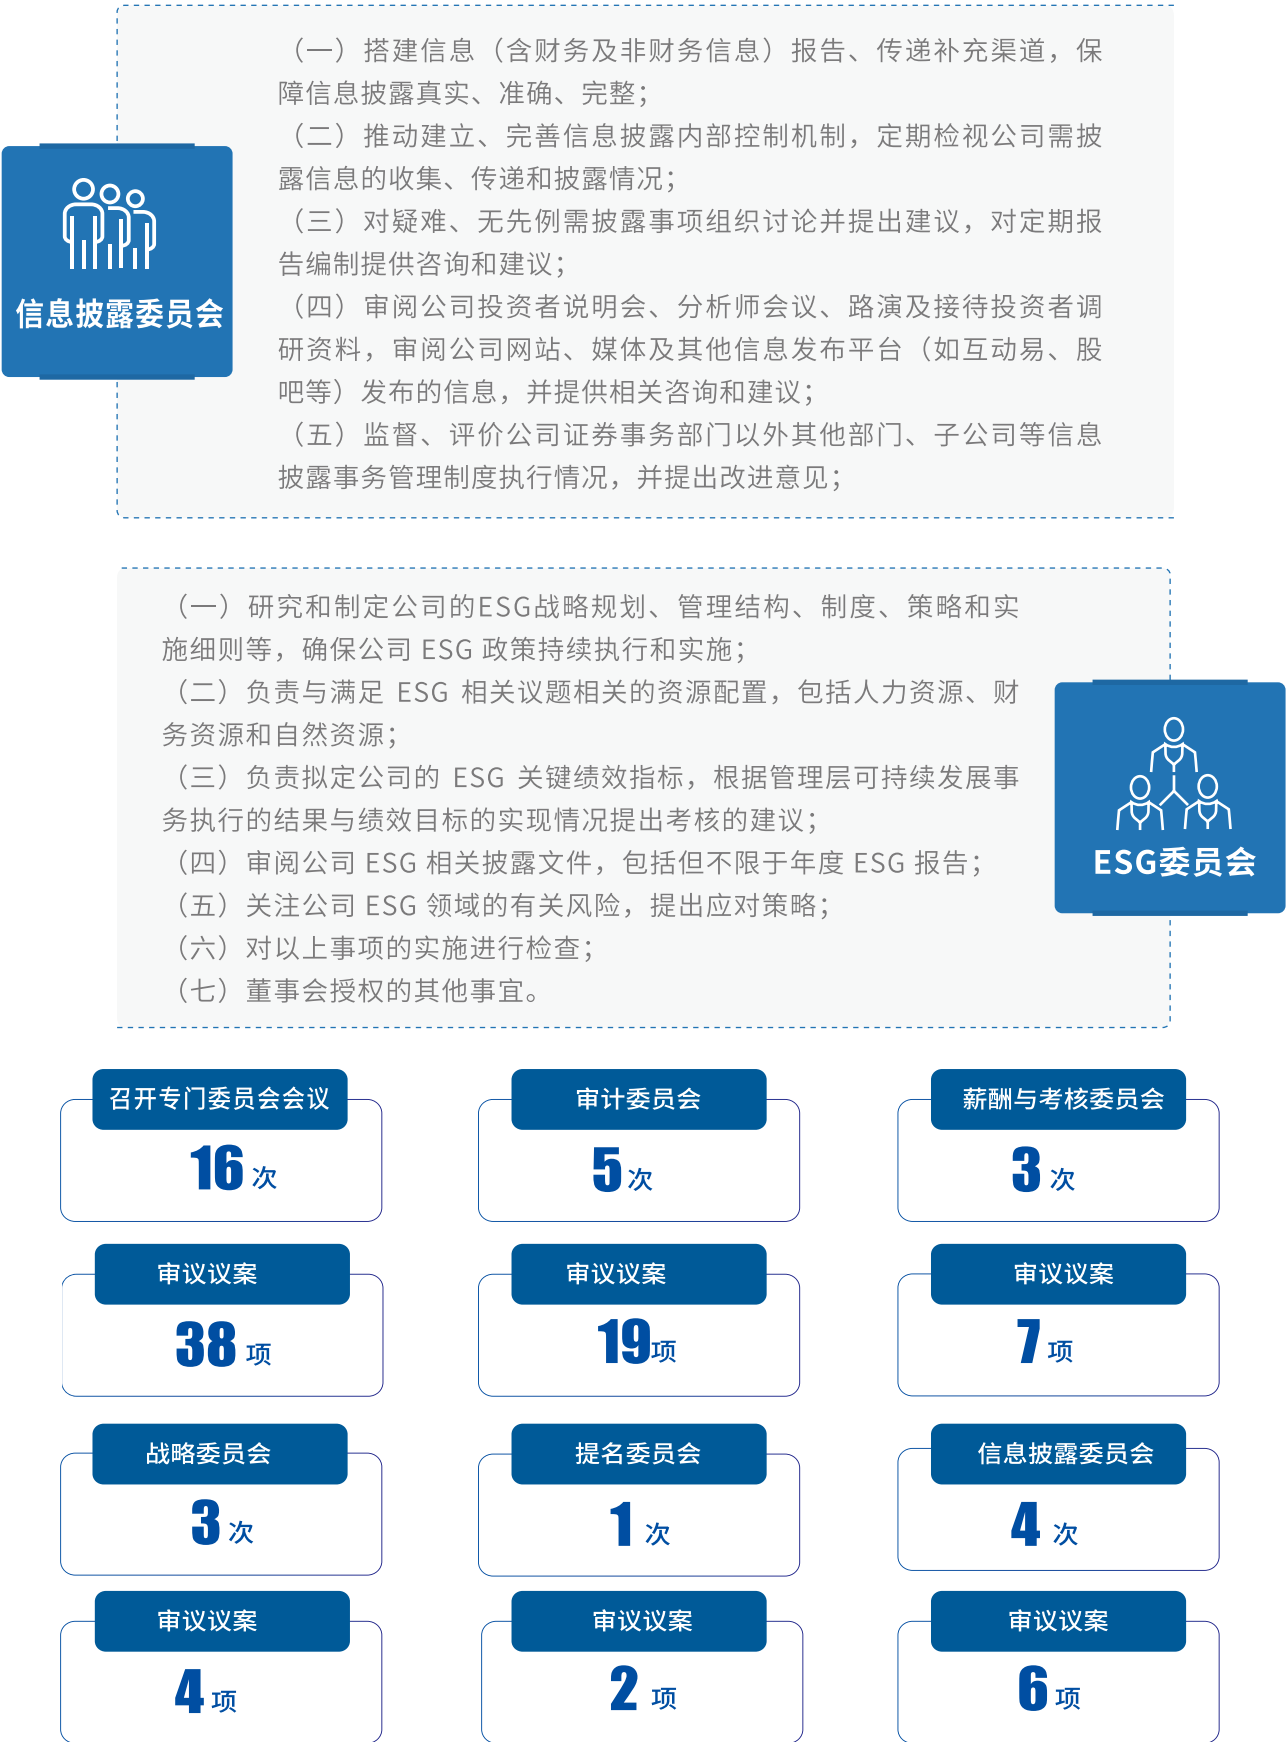 （一）搭建信息（含财务及非财务信息）报告、传递补充渠道，保
障信息披露真实、准确、完整；
（二）推动建立、完善信息披露内部控制机制，定期检视公司需披
露信息的收集、传递和披露情况；
（三）对疑难、无先例需披露事项组织讨论并提出建议，对定期报
告编制提供咨询和建议；
（四）审阅公司投资者说明会、分析师会议、路演及接待投资者调
研资料，审阅公司网站、媒体及其他信息发布平台（如互动易、股
吧等）发布的信息，并提供相关咨询和建议；
（五）监督、评价公司证券事务部门以外其他部门、子公司等信息
披露事务管理制度执行情况，并提出改进意见；
信息披露委员会
（一）研究和制定公司的ESG战略规划、管理结构、制度、策略和实
施细则等，确保公司 ESG 政策持续执行和实施；
（二）负责与满足 ESG 相关议题相关的资源配置，包括人力资源、财
务资源和自然资源；
（三）负责拟定公司的 ESG 关键绩效指标，根据管理层可持续发展事
务执行的结果与绩效目标的实现情况提出考核的建议；
（四）审阅公司 ESG 相关披露文件，包括但不限于年度 ESG 报告；
（五）关注公司 ESG 领域的有关风险，提出应对策略；
（六）对以上事项的实施进行检查；
（七）董事会授权的其他事宜。
ESG委员会
召开专门委员会会议
16 次
审计委员会
5 次
薪酬与考核委员会
3 次
审议议案
38 项
审议议案
19项
审议议案
7 项
战略委员会
3 次
提名委员会
1 次
信息披露委员会
4 次
审议议案
4 项
审议议案
2 项
审议议案
6 项